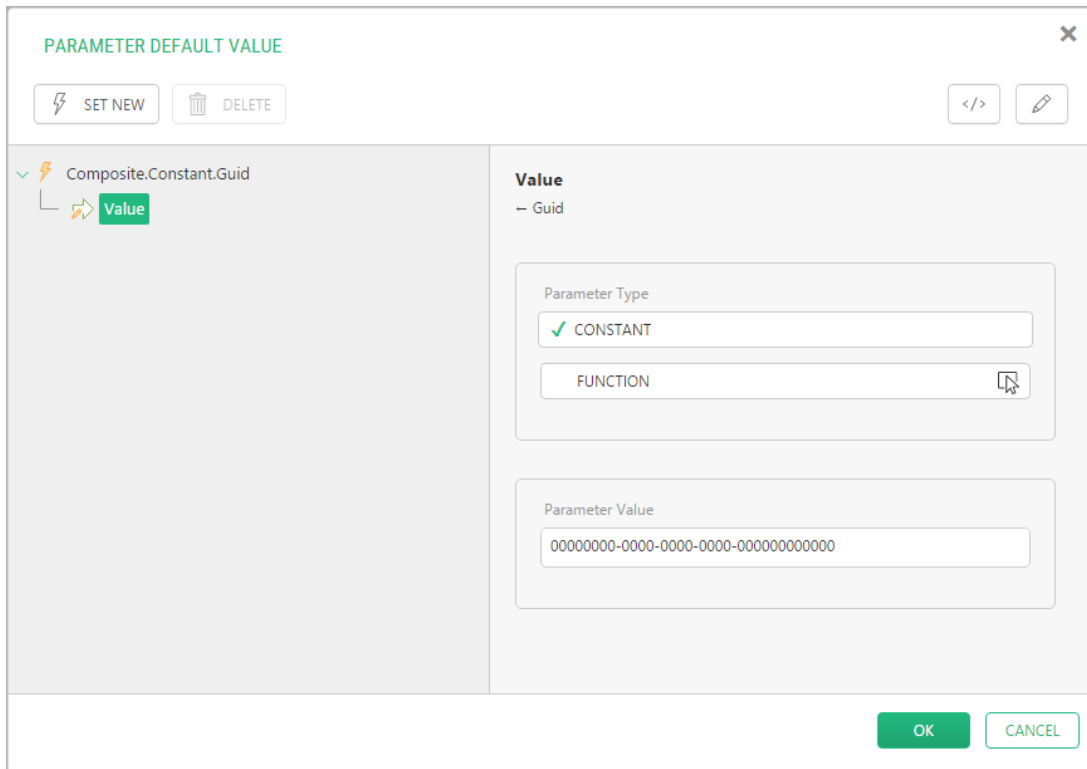 PARAMETER DEFAULT VALUE
SET NEW
DELETE
</>
Composite.Constant.Guid
Value
Value
← Guid
Parameter Type
CONSTANT
FUNCTION
Parameter Value
00000000-0000-0000-0000-000000000000
OK
CANCEL